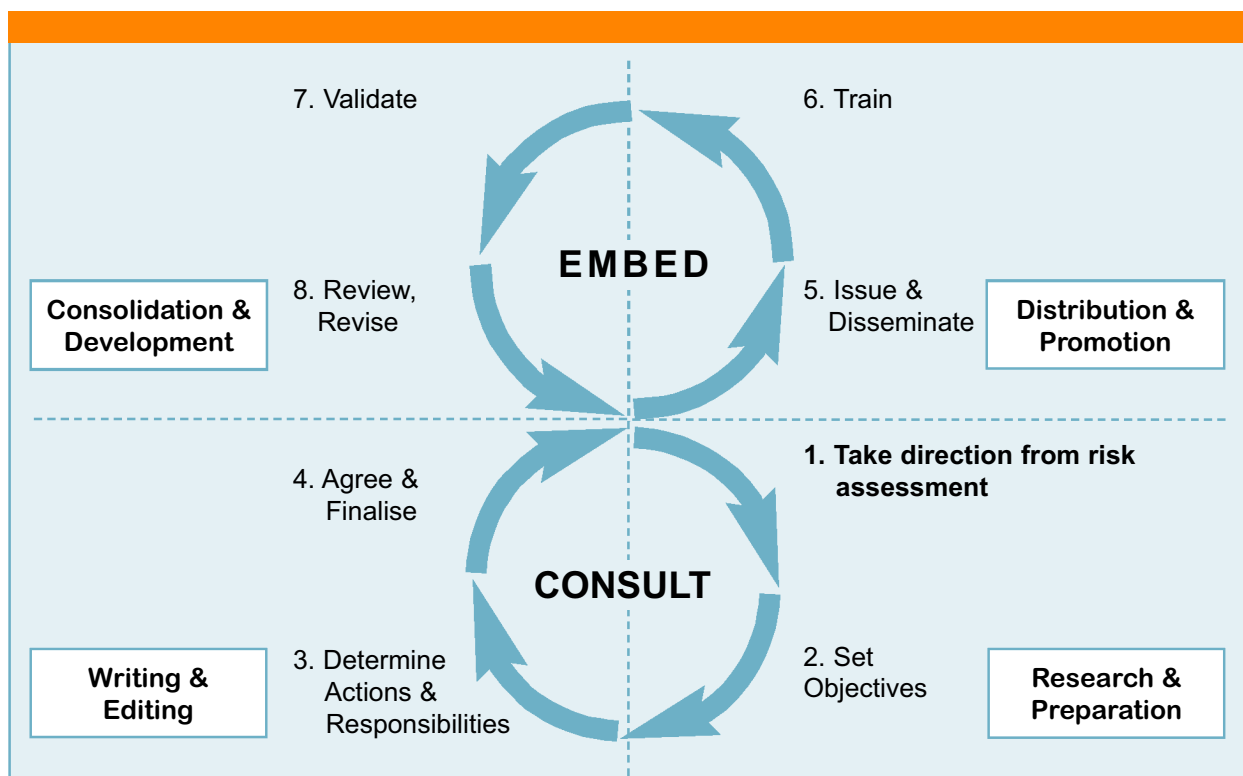 7. Validate
6. Train
EMBED
Consolidation &
Development
8. Review,
Revise
5. Issue &
Disseminate
Distribution &
Promotion
4. Agree &
Finalise
1. Take direction from risk
assessment
CONSULT
Writing &
Editing
3. Determine
Actions &
Responsibilities
2. Set
Objectives
Research &
Preparation